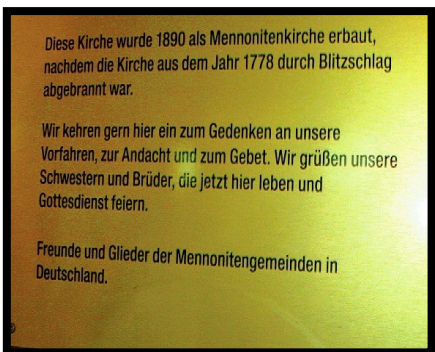 Diese Kirche wurde 1890 als Mennonitenkirche erbaut,
nachdem die Kirche aus dem Jahr 1778 durch Blitzschlag
abgebrannt war.
Wir kehren gern hier ein zum Gedenken an unsere
Vorfahren, zur Andacht und zum Gebet. Wir grüßen unsere
Schwestern und Brüder, die jetzt hier leben und
Gottesdienst feiern.
Freunde und Glieder der Mennonitengemeinden in
Deutschland.